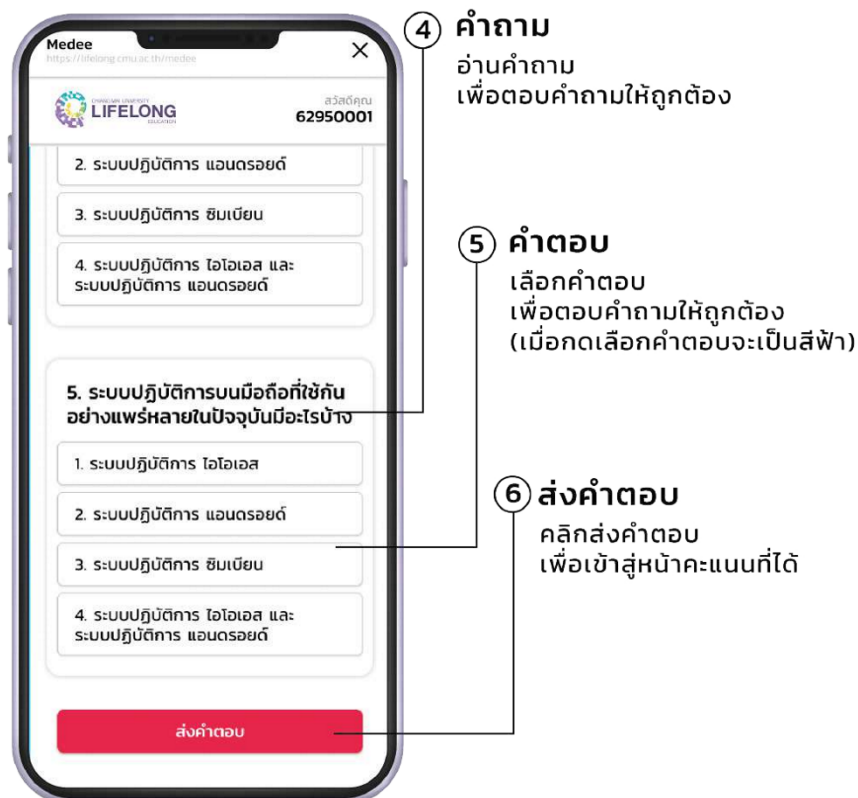 Medee
https://lifelong.cmu.ac.th/medee
CHIANG MAI UNIVERSITY
LIFELONG
EDUCATION
สวัสดีคุณ
62950001
2. ระบบปฏิบัติการ แอนดรอยด์
3. ระบบปฏิบัติการ ซิมเบียน
4. ระบบปฏิบัติการ ไอโอเอส และ
ระบบปฏิบัติการ แอนดรอยด์
5. ระบบปฏิบัติการบนมือถือที่ใช้กัน
อย่างแพร่หลายในปัจจุบันมีอะไรบ้าง
1. ระบบปฏิบัติการ ไอโอเอส
2. ระบบปฏิบัติการ แอนดรอยด์
3. ระบบปฏิบัติการ ซิมเบียน
4. ระบบปฏิบัติการ ไอโอเอส และ
ระบบปฏิบัติการ แอนดรอยด์
ส่งคำตอบ
4 คำถาม
อ่านคำถาม
เพื่อตอบคำถามให้ถูกต้อง
5 คำตอบ
เลือกคำตอบ
เพื่อตอบคำถามให้ถูกต้อง
(เมื่อกดเลือกคำตอบจะเป็นสีฟ้า)
6 ส่งคำตอบ
คลิกส่งคำตอบ
เพื่อเข้าสู่หน้าคะแนนที่ได้